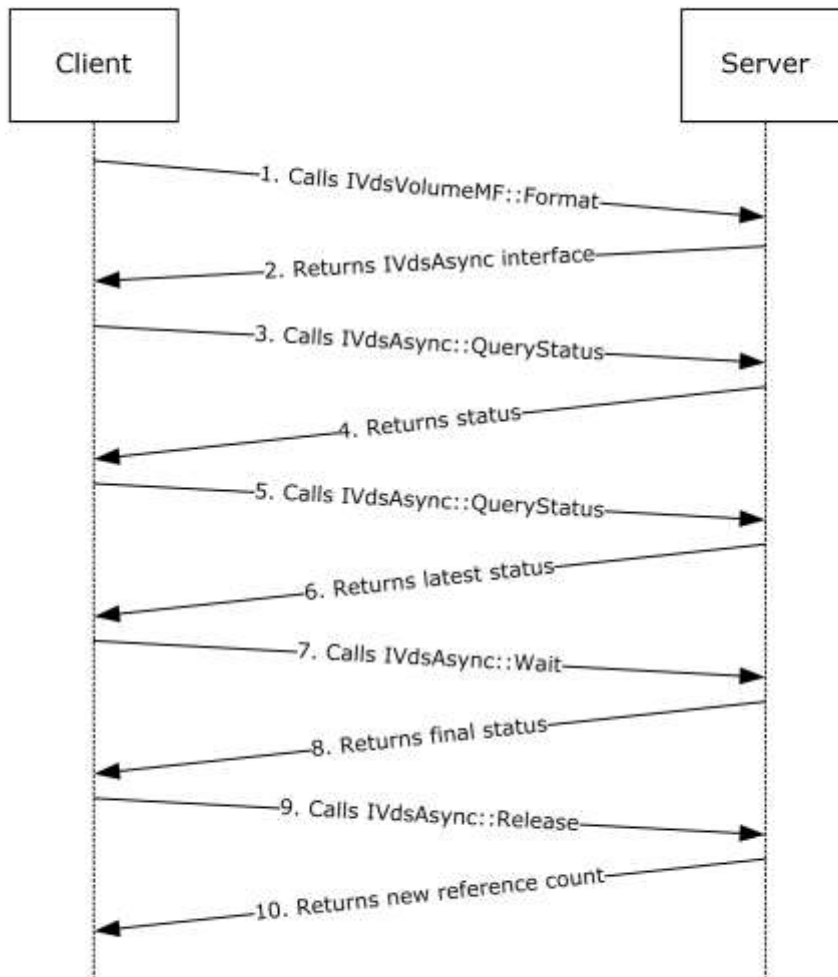 Client
Server
1. Calls IVdsVolumeMF::Format
2. Returns IVdsAsync interface
3. Calls IVdsAsync::QueryStatus
4. Returns status
5. Calls IVdsAsync::QueryStatus
6. Returns latest status
7. Calls IVdsAsync::Wait
8. Returns final status
9. Calls IVdsAsync::Release
10. Returns new reference count